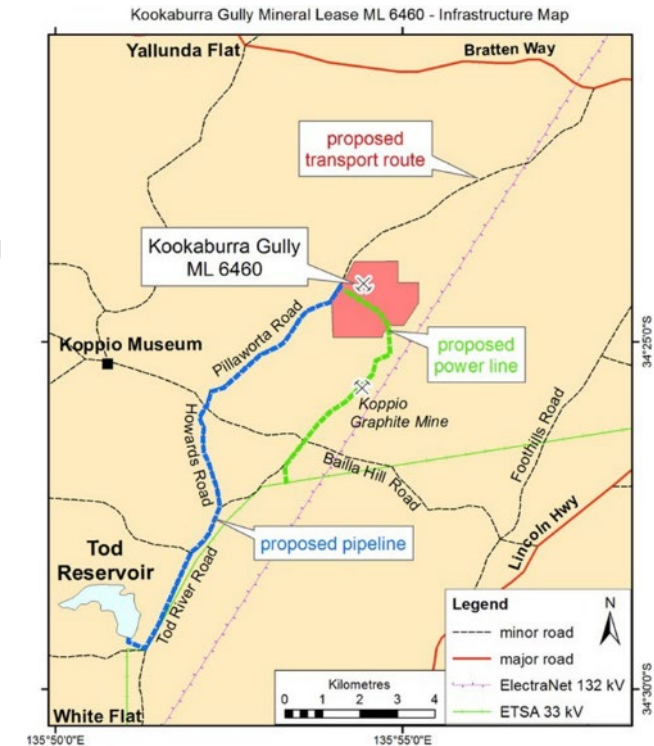 Kookaburra Gully Mineral Lease ML 6460 - Infrastructure Map
Yallunda Flat
Bratten Way
proposed
transport route
Kookaburra Gully
ML 6460
34°25'0"S
Koppio Museum
Pillaworta Road
proposed
power line
Koppio
Graphite Mine
Howards Road
Foothills Road
Bailla Hill Road
Lincoln Hwy
proposed pipeline
Tod
Reservoir
Tod River Road
Legend
N
minor road
major road
ElectraNet 132 kV
ETSA 33 kV
Kilometres
0 1 2 3 4
34°30'0"S
White Flat
135°50'0"E
135°55'0"E